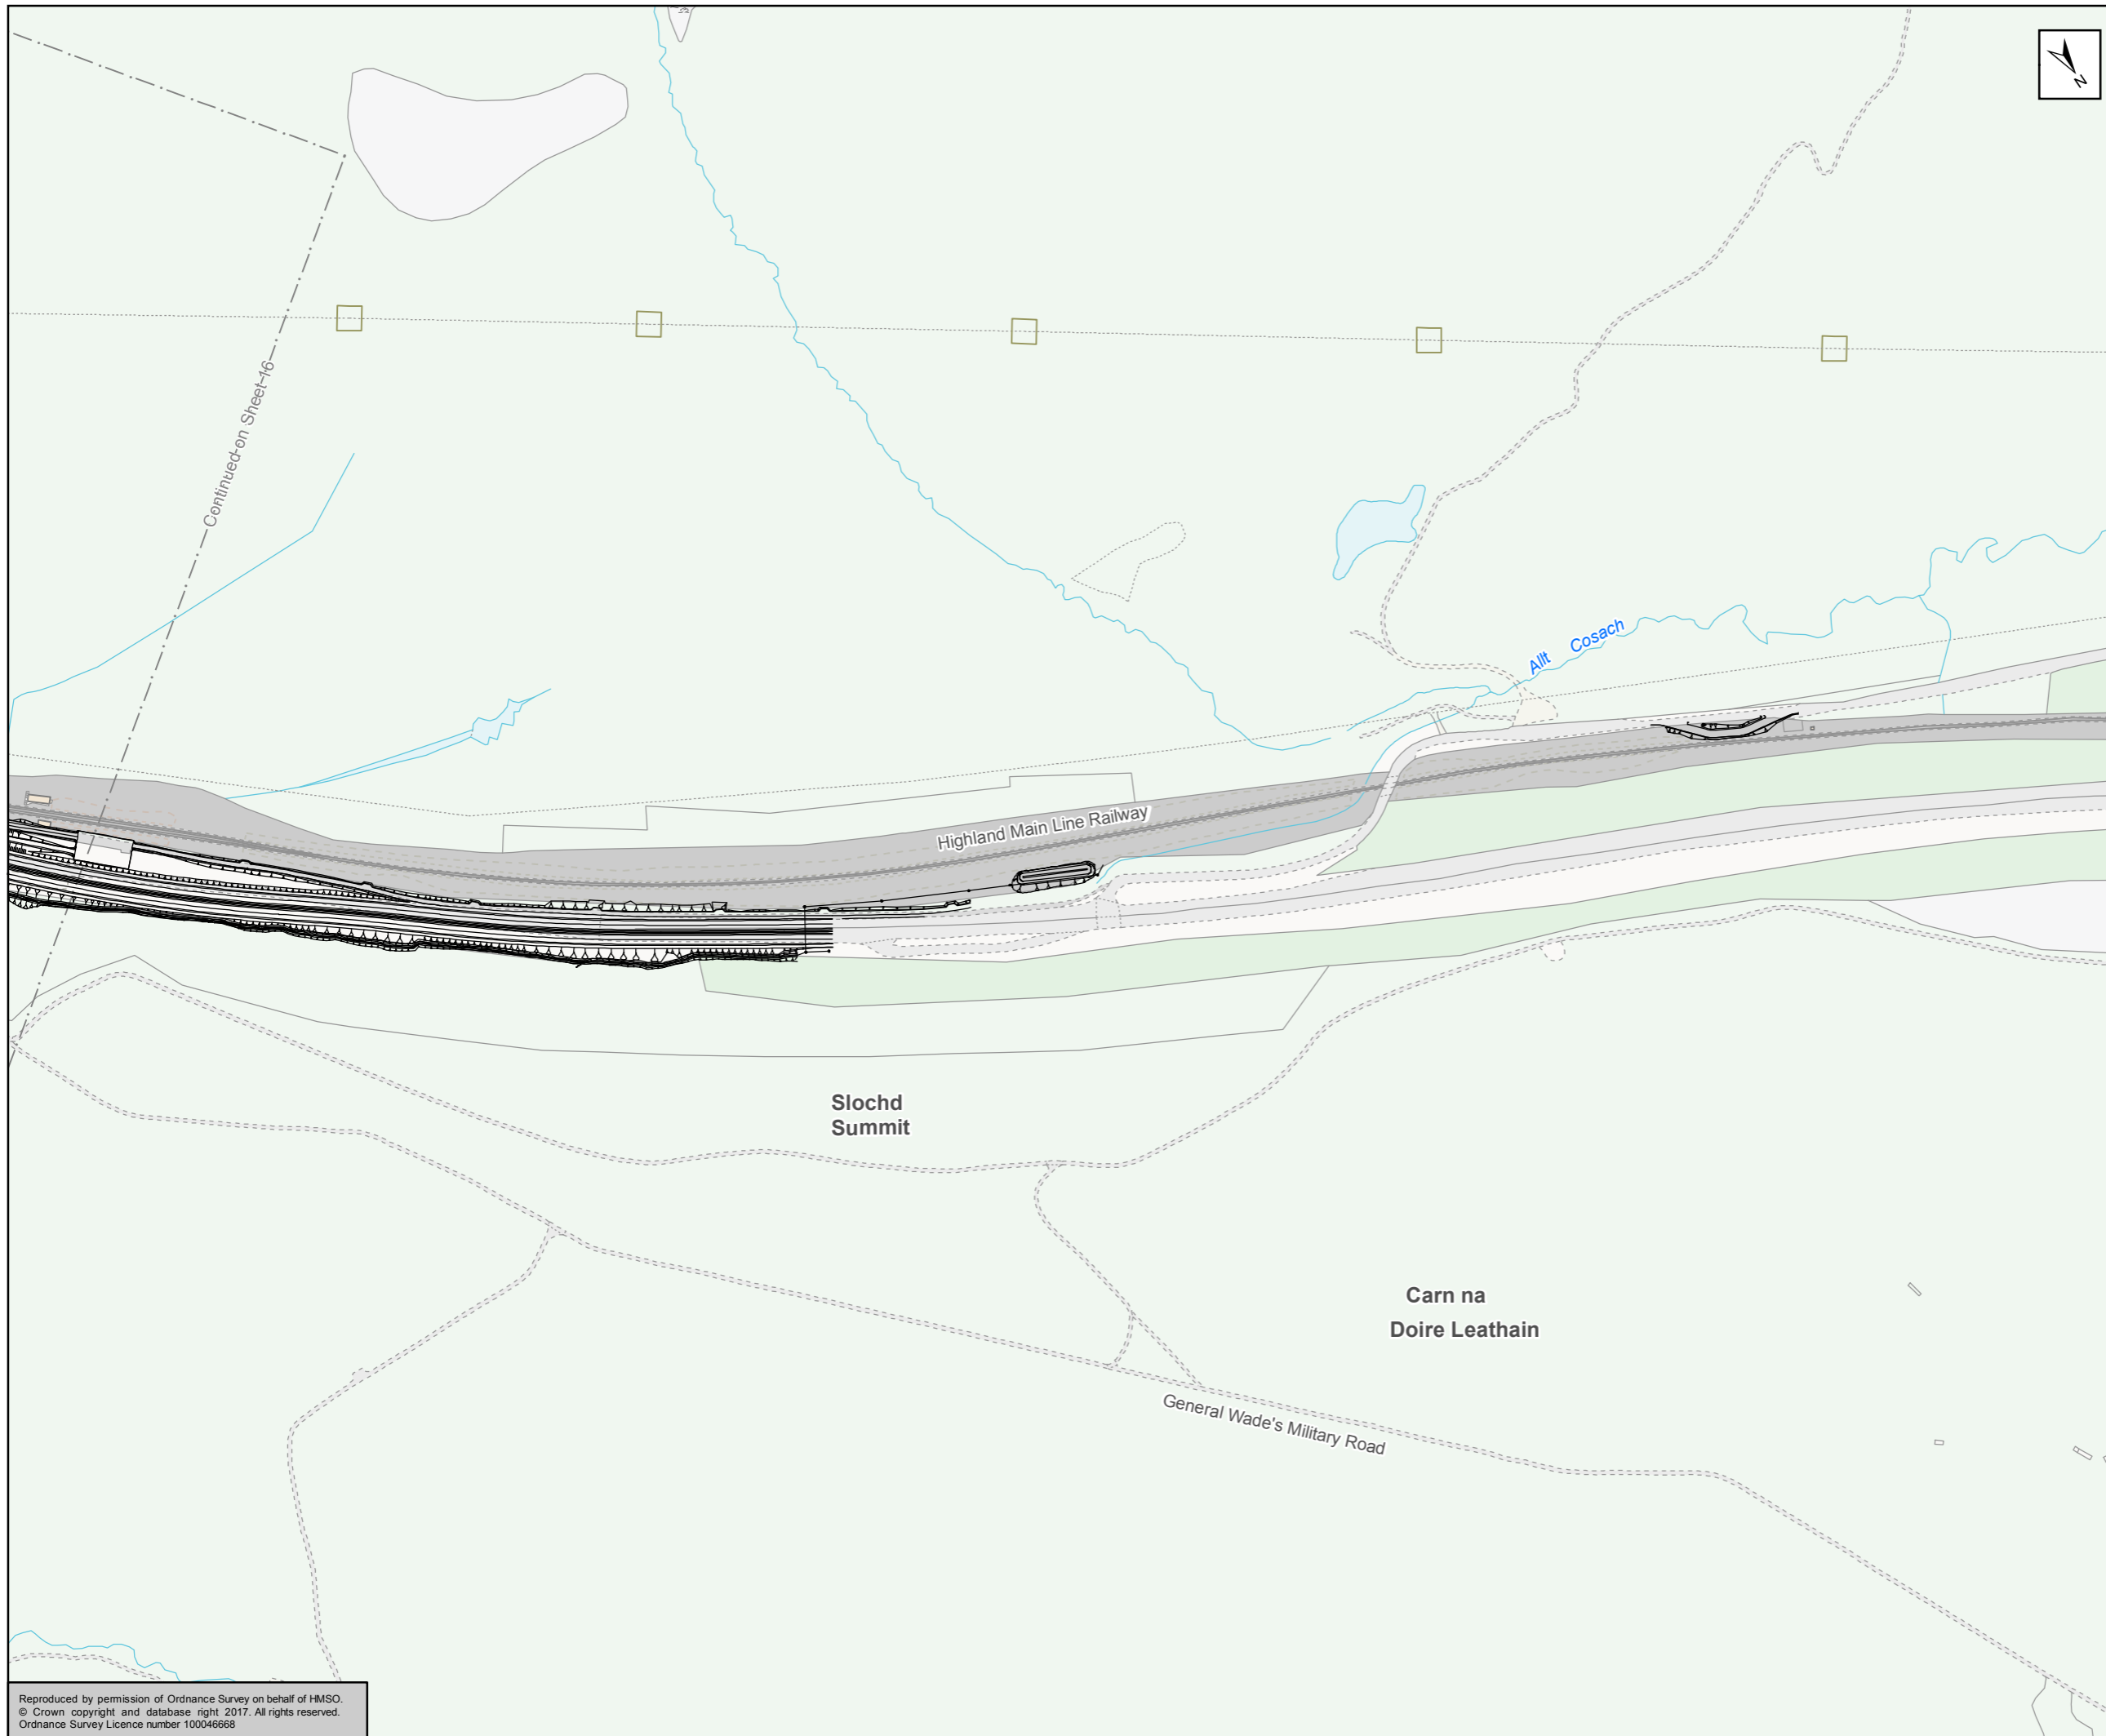 N
Continued on Sheet 16
Allt Cosach
Highland Main Line Railway
Slochd
Summit
Carn na
Doire Leathain
General Wade's Military Road
Reproduced by permission of Ordnance Survey on behalf of HMSO.
© Crown copyright and database right 2017. All rights reserved.
Ordnance Survey Licence number 100046668